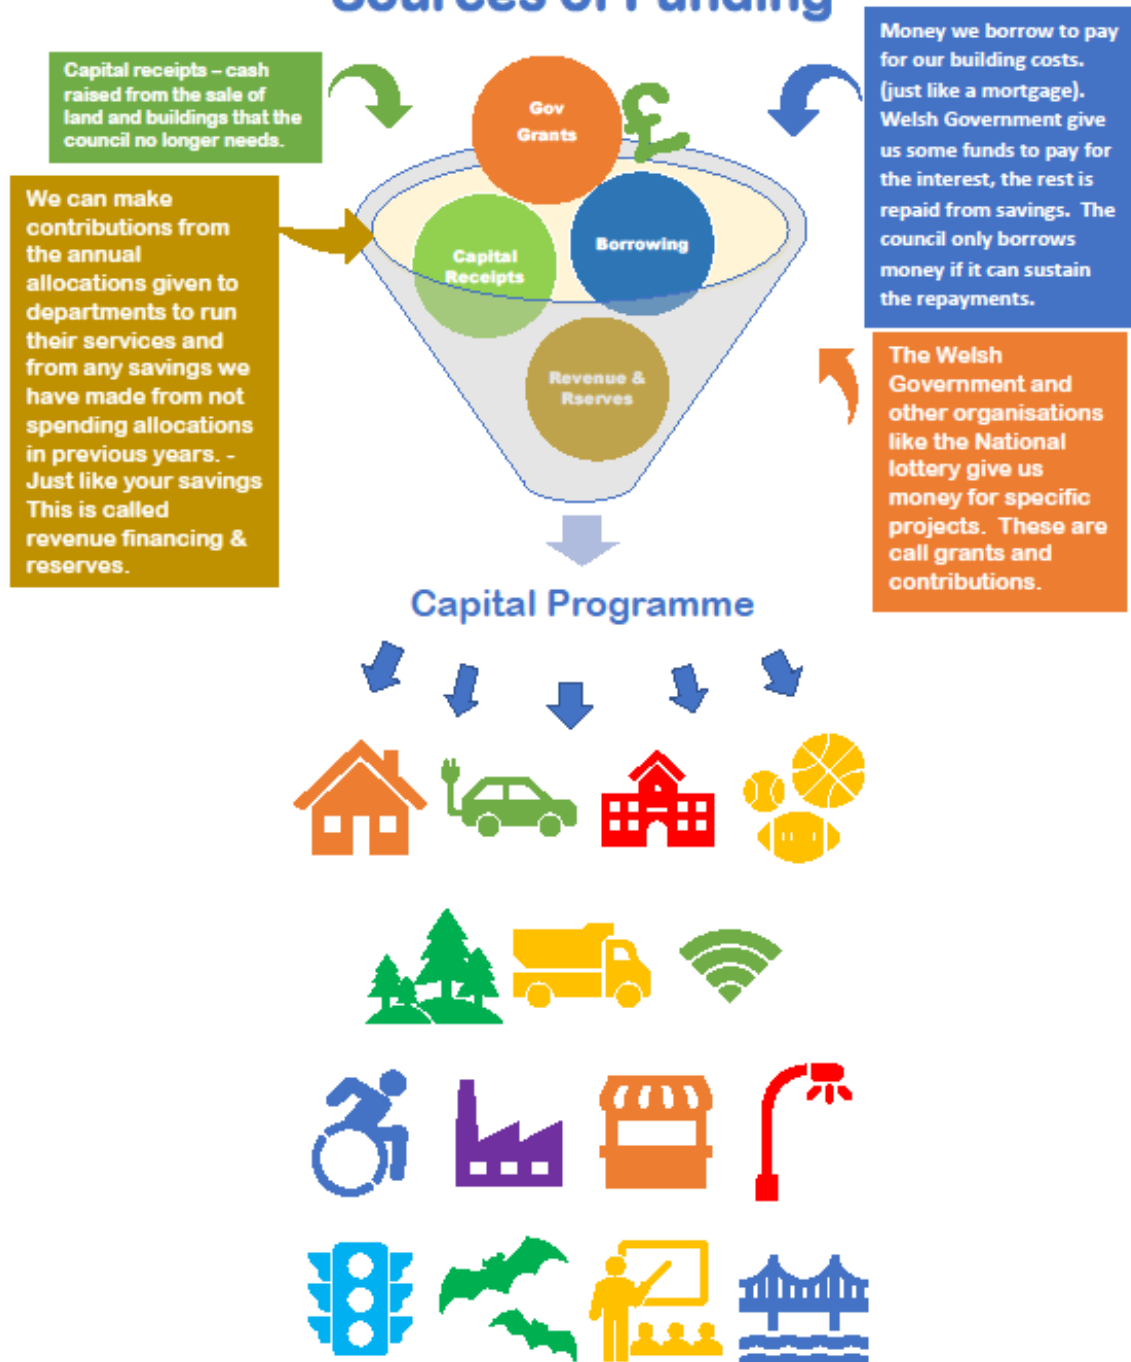 Sources of Funding
Capital receipts – cash
raised from the sale of
land and buildings that the
council no longer needs.
Gov
Grants
Money we borrow to pay
for our building costs.
(just like a mortgage).
Welsh Government give
us some funds to pay for
the interest, the rest is
repaid from savings. The
council only borrows
money if it can sustain
the repayments.
We can make
contributions from
the annual
allocations given to
departments to run
their services and
from any savings we
have made from not
spending allocations
in previous years. -
Just like your savings
This is called
revenue financing &
reserves.
£
Capital
Receipts
Borrowing
Revenue &
Rserves
The Welsh
Government and
other organisations
like the National
lottery give us
money for specific
projects. These are
call grants and
contributions.
Capital Programme